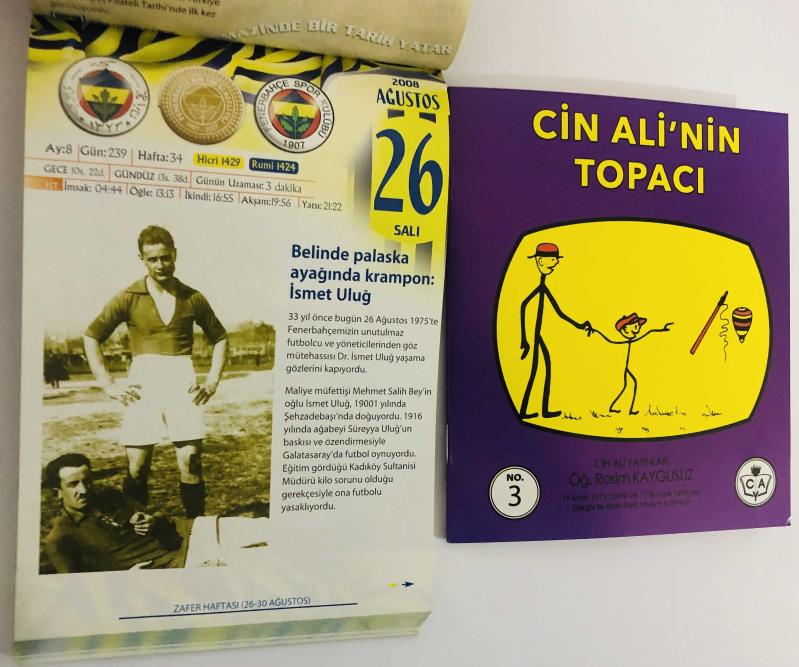 Tarihi'nde ilk kez
MAZİNDE BİR TARİH YATAR
١٣٢٣
FENERBAHÇE SPOR KULÜBÜ
1907
2008
AĞUSTOS
26
SALI
Ay:8 Gün:239 Hafta:34 Hicri 1429 Rumi 1424
GECE 10s. 22d. GÜNDÜZ 13s. 38d. Günün Uzaması: 3 dakika
İST. İmsak: 04:44 Öğle: 13:13 İkindi: 16:55 Akşam:19:56 Yatsı:21:22
Belinde palaska
ayağında krampon:
İsmet Uluğ
33 yıl önce bugün 26 Ağustos 1975'te
Fenerbahçemizin unutulmaz
futbolcu ve yöneticilerinden göz
mütehassısı Dr. İsmet Uluğ yaşama
gözlerini kapıyordu.
Maliye müfettişi Mehmet Salih Bey'in
oğlu İsmet Uluğ, 19001 yılında
Şehzadebaşı'nda doğuyordu. 1916
yılında ağabeyi Süreyya Uluğ'un
baskısı ve özendirmesiyle
Galatasaray'da futbol oynuyordu.
Eğitim gördüğü Kadıköy Sultanisi
Müdürü kilo sorunu olduğu
gerekçesiyle ona futbolu
yasaklıyordu.
ZAFER HAFTASI (26-30 AĞUSTOS)
CİN ALİ'NİN
TOPACI
CİN ALİ YAYINLARI
Öğ. Rasim KAYGUSUZ
NO.
3
CA